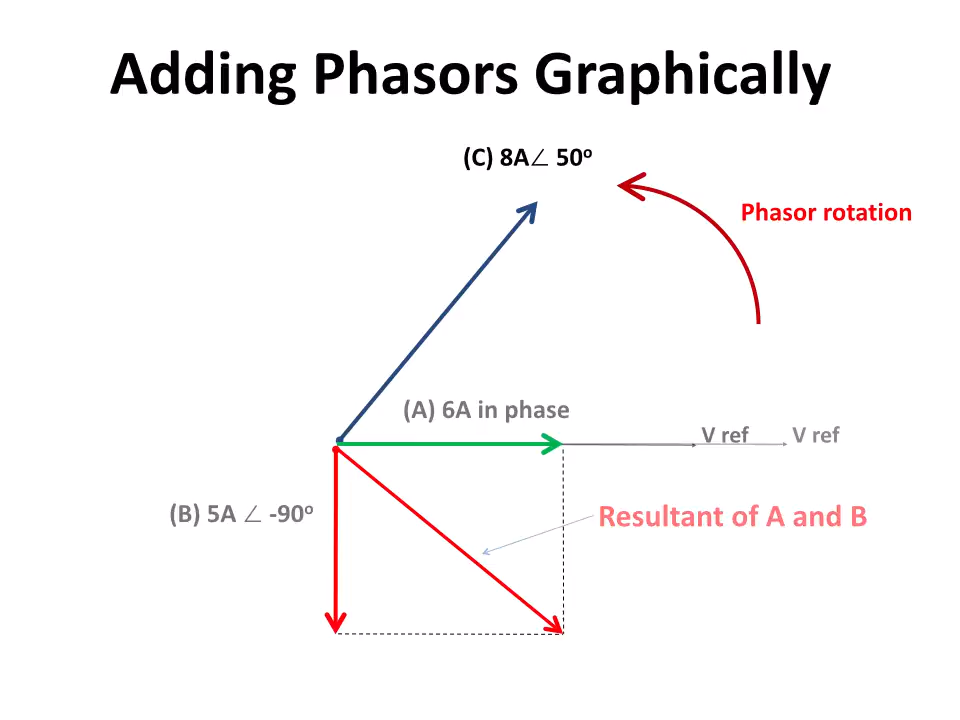 Adding Phasors Graphically
(C) 8A∠ 50º
Phasor rotation
(A) 6A in phase
V ref V ref
(B) 5A ∠ -90º
Resultant of A and B